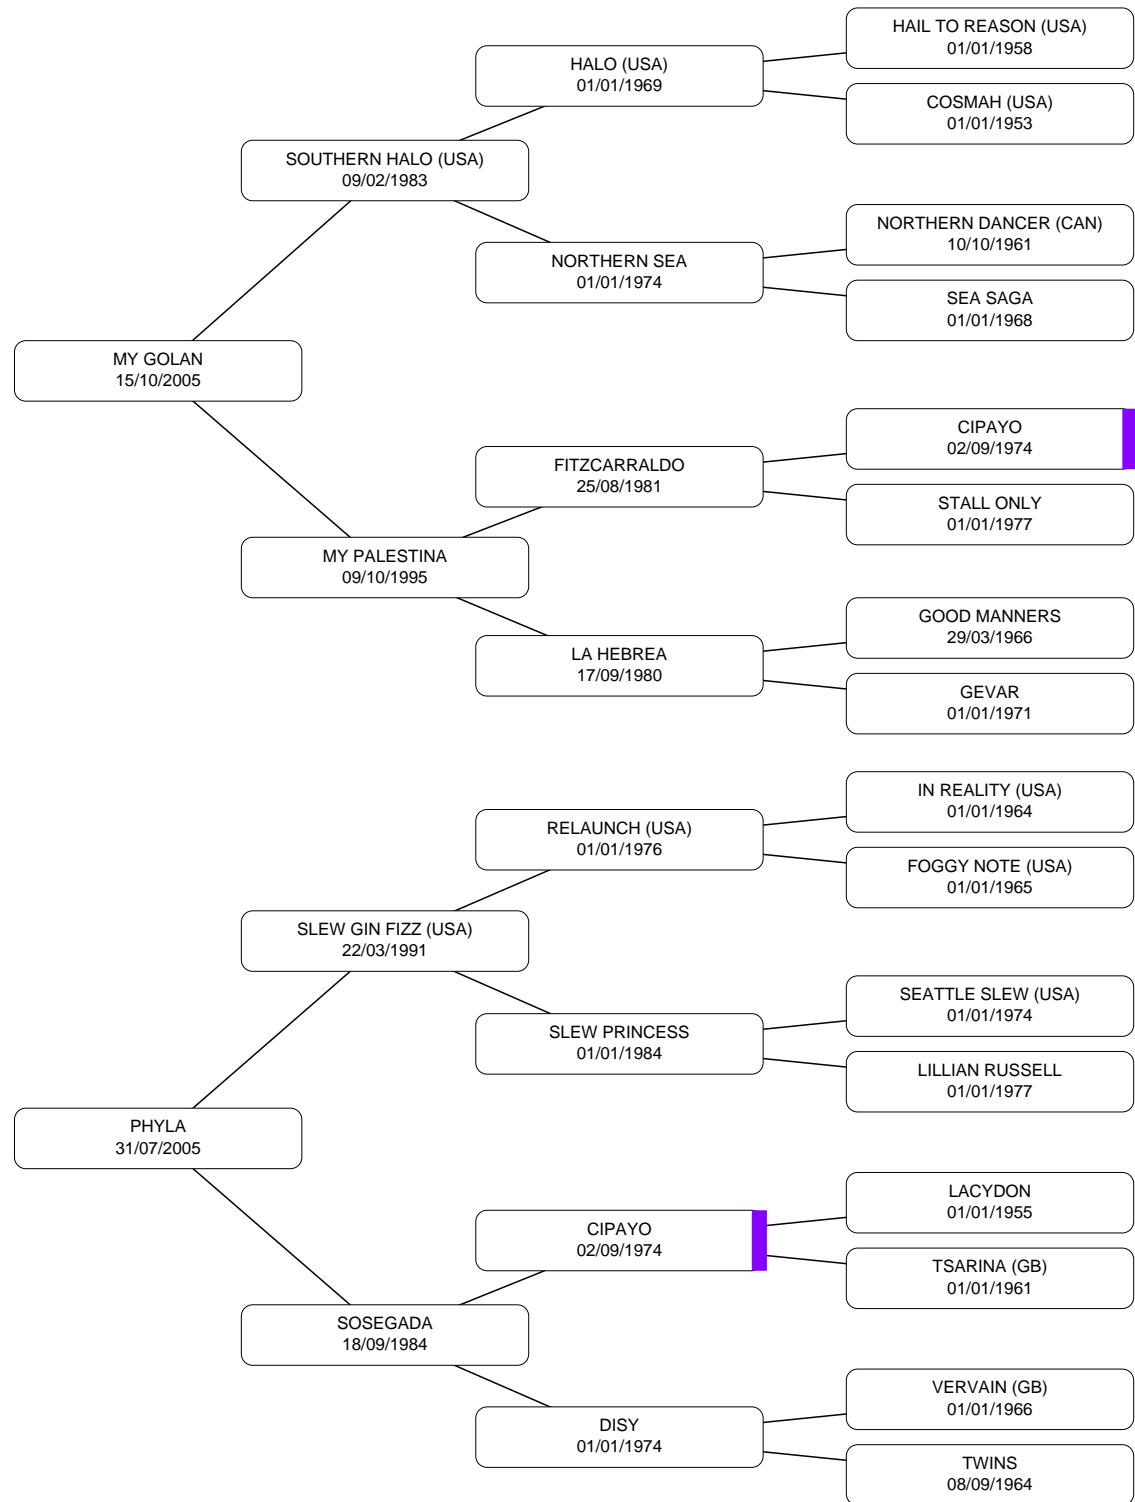 HAIL TO REASON (USA)
01/01/1958
HALO (USA)
01/01/1969
COSMAH (USA)
01/01/1953
SOUTHERN HALO (USA)
09/02/1983
NORTHERN DANCER (CAN)
10/10/1961
NORTHERN SEA
01/01/1974
SEA SAGA
01/01/1968
MY GOLAN
15/10/2005
CIPAYO
02/09/1974
FITZCARRALDO
25/08/1981
STALL ONLY
01/01/1977
MY PALESTINA
09/10/1995
GOOD MANNERS
29/03/1966
LA HEBREA
17/09/1980
GEVAR
01/01/1971
IN REALITY (USA)
01/01/1964
RELAUNCH (USA)
01/01/1976
FOGGY NOTE (USA)
01/01/1965
SLEW GIN FIZZ (USA)
22/03/1991
SEATTLE SLEW (USA)
01/01/1974
SLEW PRINCESS
01/01/1984
LILLIAN RUSSELL
01/01/1977
PHYLA
31/07/2005
LACYDON
01/01/1955
CIPAYO
02/09/1974
TSARINA (GB)
01/01/1961
SOSEGADA
18/09/1984
VERVAIN (GB)
01/01/1966
DISY
01/01/1974
TWINS
08/09/1964